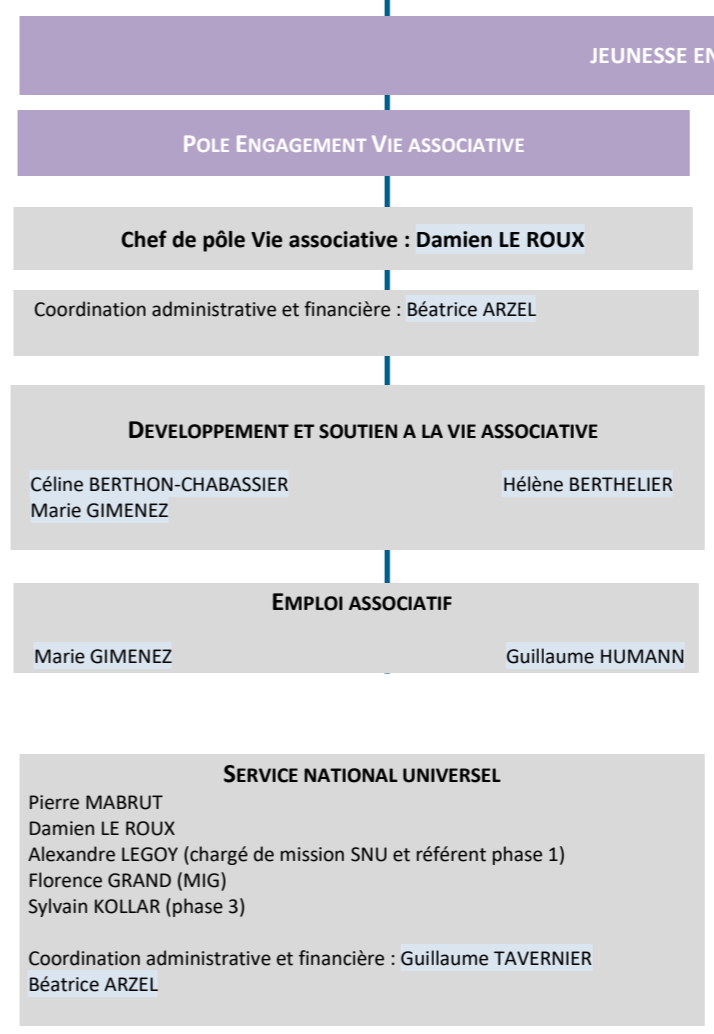 JEUNESSE EN
POLE ENGAGEMENT VIE ASSOCIATIVE
Chef de pôle Vie associative : Damien LE ROUX
Coordination administrative et financière : Béatrice ARZEL
DEVELOPPEMENT ET SOUTIEN A LA VIE ASSOCIATIVE
Céline BERTHON-CHABASSIER Hélène BERTHELIER
Marie GIMENEZ
EMPLOI ASSOCIATIF
Marie GIMENEZ Guillaume HUMANN
SERVICE NATIONAL UNIVERSEL
Pierre MABRUT
Damien LE ROUX
Alexandre LEGOY (chargé de mission SNU et référent phase 1)
Florence GRAND (MIG)
Sylvain KOLLAR (phase 3)
Coordination administrative et financière : Guillaume TAVERNIER
Béatrice ARZEL